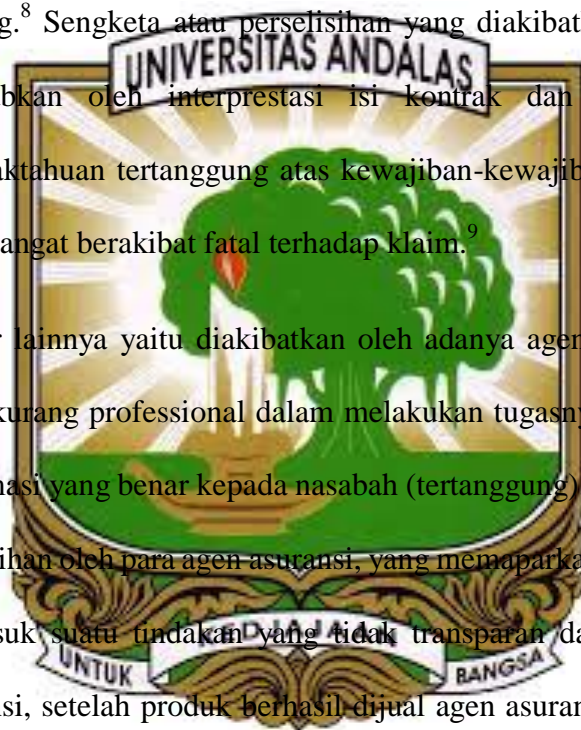 g.8 Sengketa atau perselisihan yang diakibat
UNIVERSITAS ANDALAS
bkan oleh interprestasi isi kontrak dan
aktahuan tertanggung atas kewajiban-kewajib
angat berakibat fatal terhadap klaim.9
lainnya yaitu diakibatkan oleh adanya agen
kurang professional dalam melakukan tugasny
nasi yang benar kepada nasabah (tertanggung)
ihan oleh para agen asuransi, yang memaparka
suk suatu tindakan yang tidak transparan da
KEDJAJAAN
UNTUK BANGSA
si, setelah produk berhasil dijual agen asuran